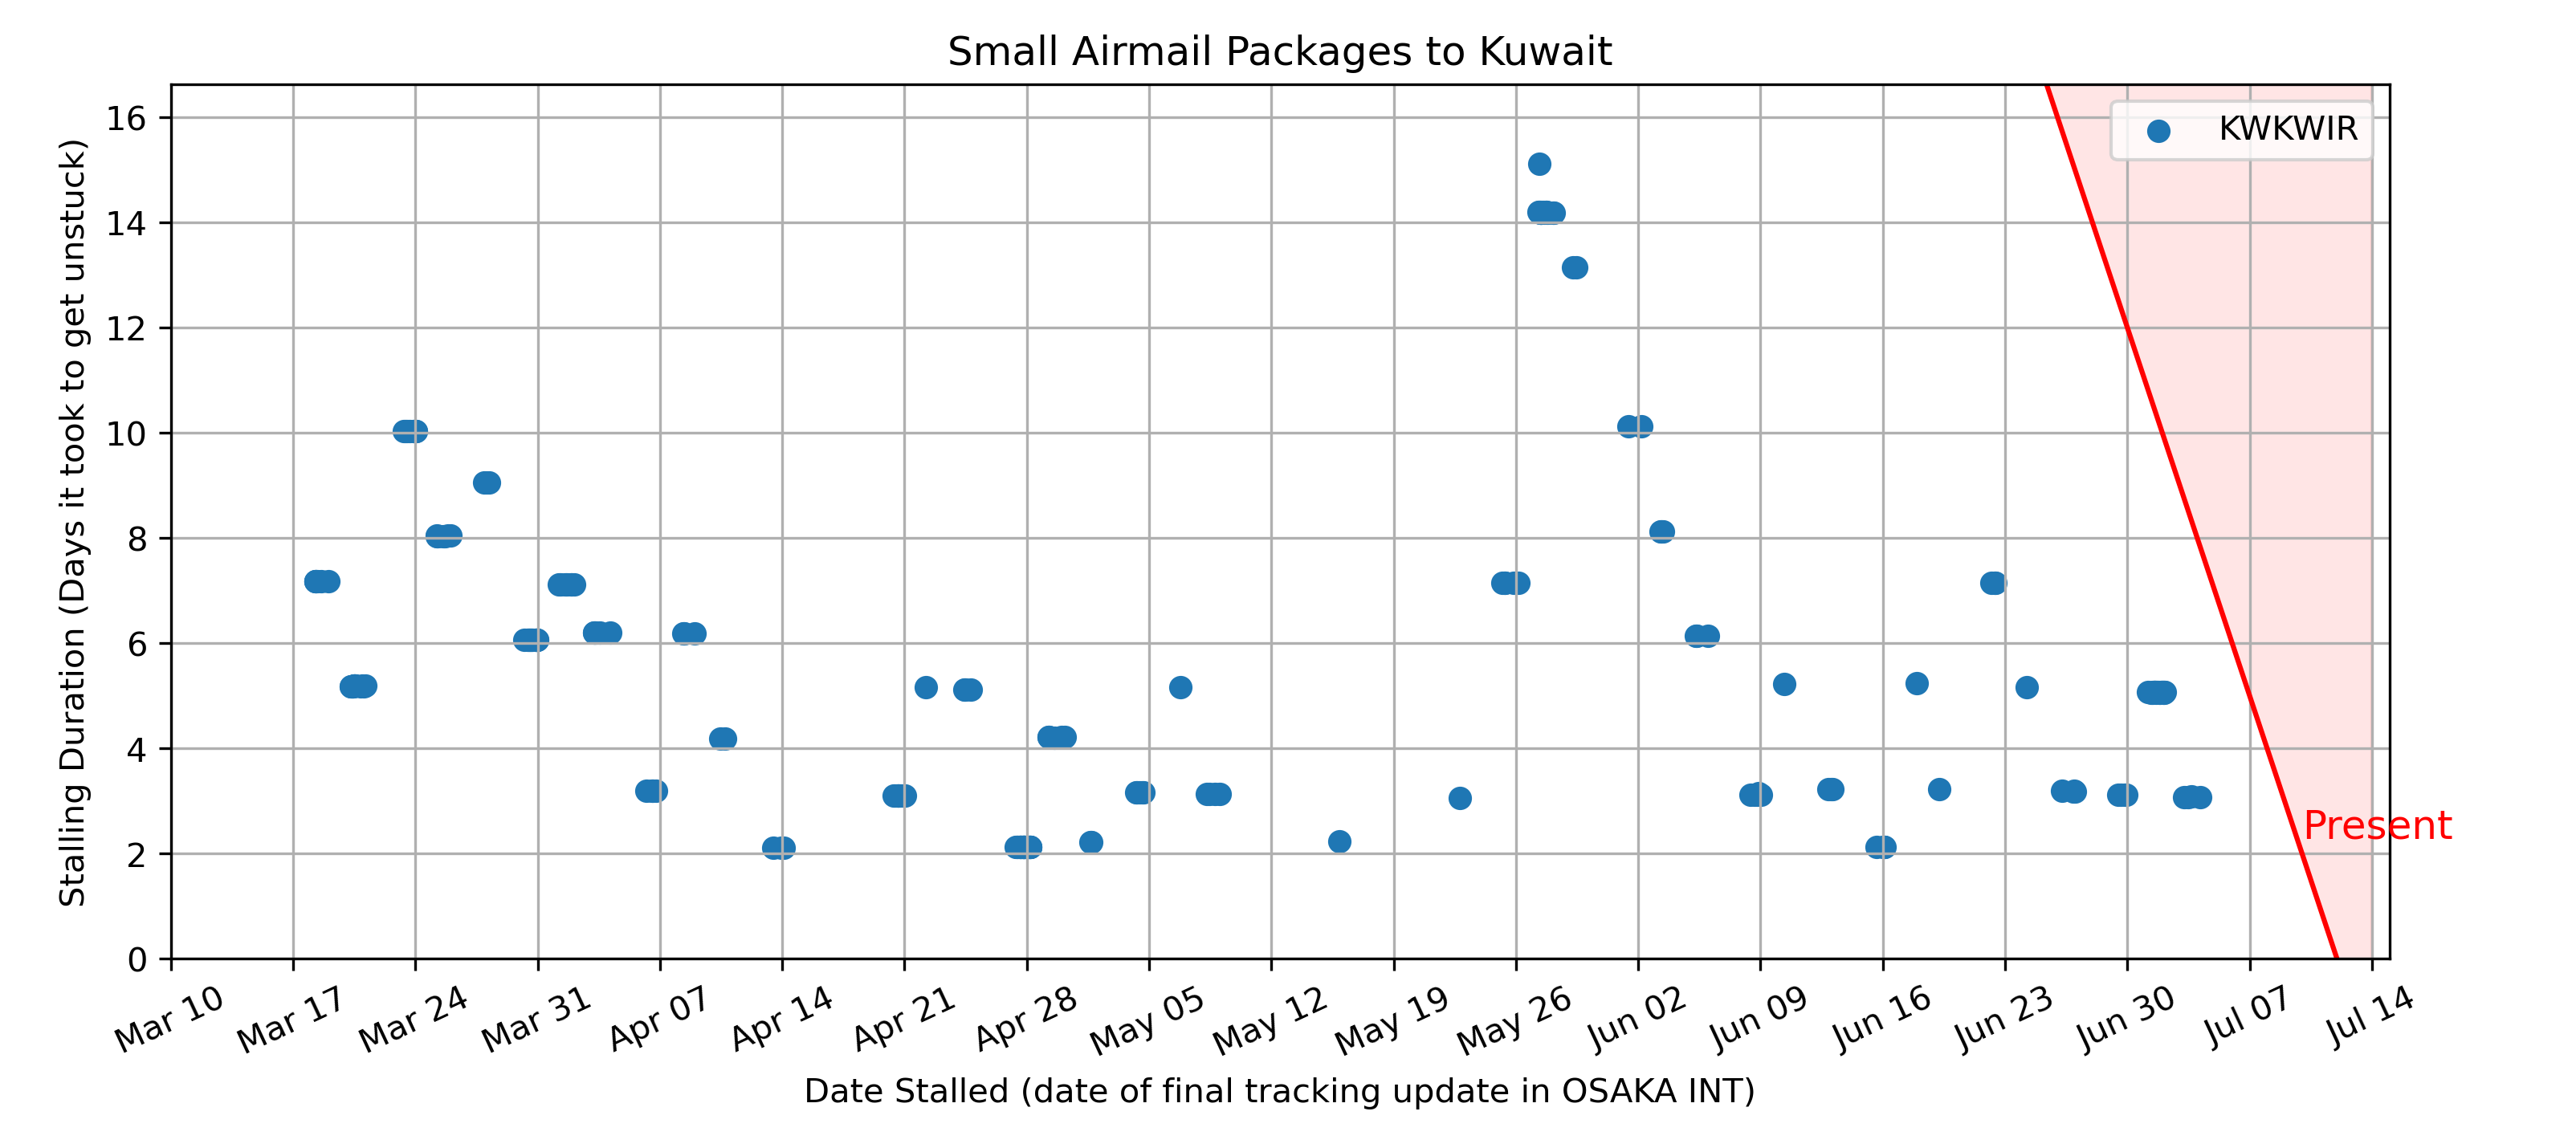 Small Airmail Packages to Kuwait
KWKWIR
Stalling Duration (Days it took to get unstuck)
16
14
12
10
8
6
4
2
0
Present
Mar 10 Mar 17 Mar 24 Mar 31 Apr 07 Apr 14 Apr 21 Apr 28 May 05 May 12 May 19 May 26 Jun 02 Jun 09 Jun 16 Jun 23 Jun 30 Jul 07 Jul 14
Date Stalled (date of final tracking update in OSAKA INT)